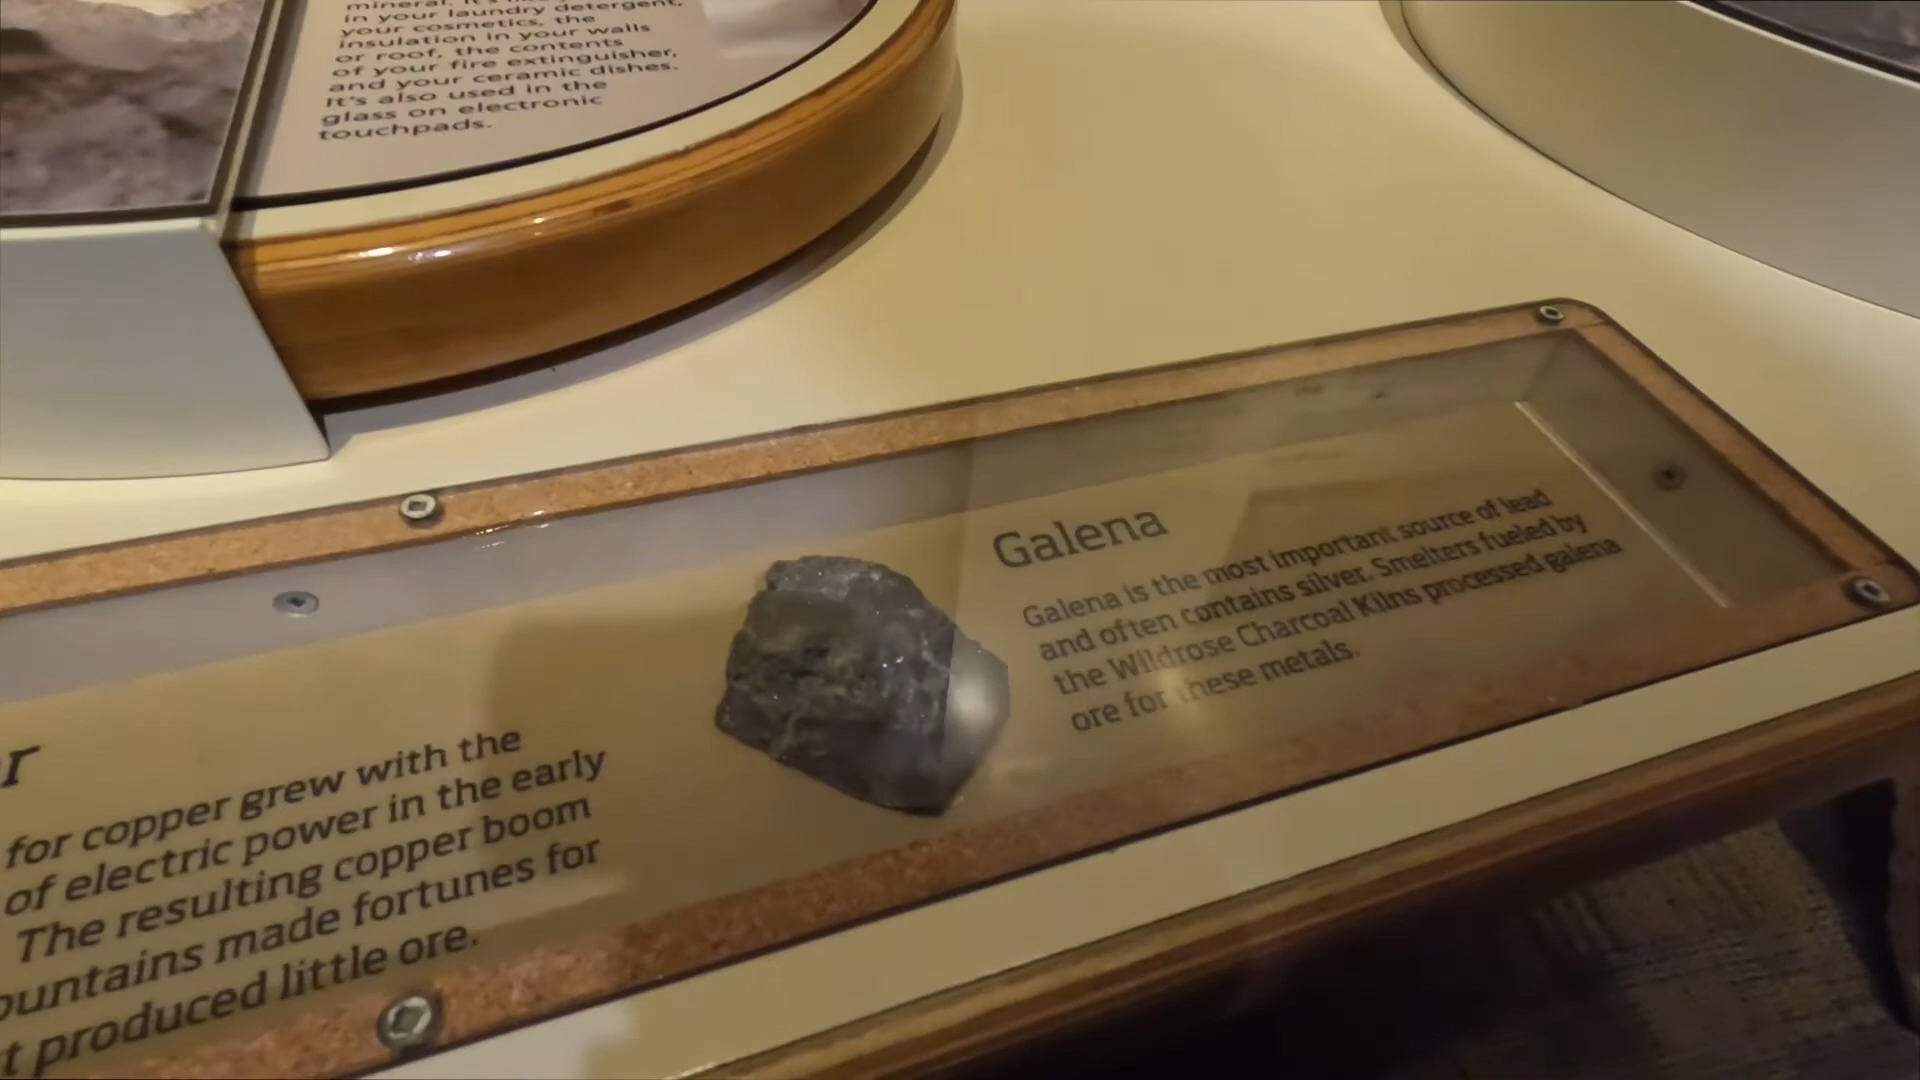 in your laundry detergent,
your cosmetics, the
insulation in your walls
or roof, the contents
of your fire extinguisher,
and your ceramic dishes.
It's also used in the
glass on electronic
touchpads.
for copper grew with the
of electric power in the early
The resulting copper boom
made fortunes for
produced little ore.
Galena
Galena is the most important source of lead
and often contains silver. Smelters fueled by
the Wildrose Charcoal Kilns processed galena
ore for these metals.